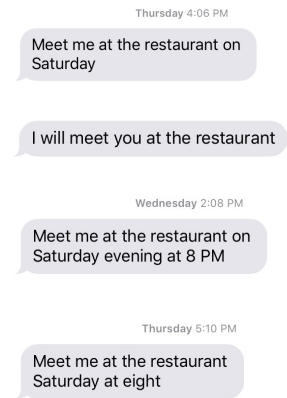 Thursday 4:06 PM
Meet me at the restaurant on
Saturday
I will meet you at the restaurant
Wednesday 2:08 PM
Meet me at the restaurant on
Saturday evening at 8 PM
Thursday 5:10 PM
Meet me at the restaurant
Saturday at eight